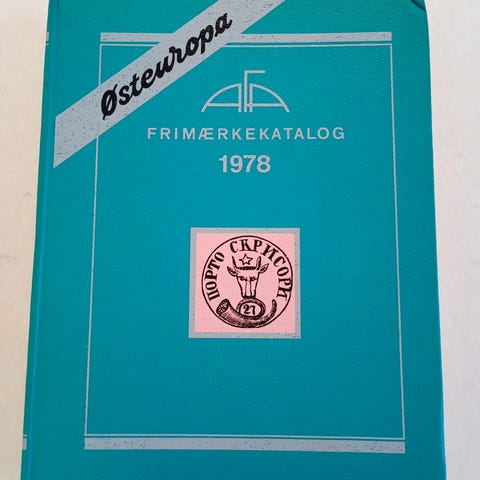 Østeuropa
AFA
FRIMÆRKEKATALOG
1978
ПОРТО СКРИСОРИ
27